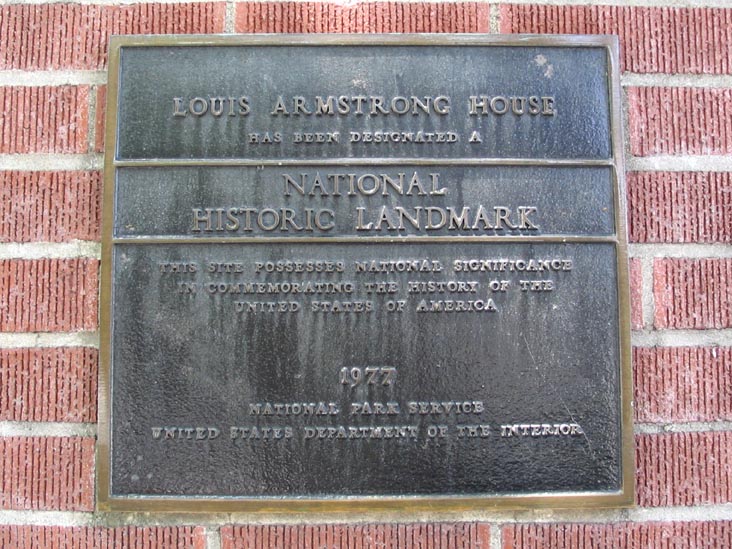 LOUIS ARMSTRONG HOUSE
HAS BEEN DESIGNATED A
NATIONAL
HISTORIC LANDMARK
THIS SITE POSSESSES NATIONAL SIGNIFICANCE
IN COMMEMORATING THE HISTORY OF THE
UNITED STATES OF AMERICA
1977
NATIONAL PARK SERVICE
UNITED STATES DEPARTMENT OF THE INTERIOR